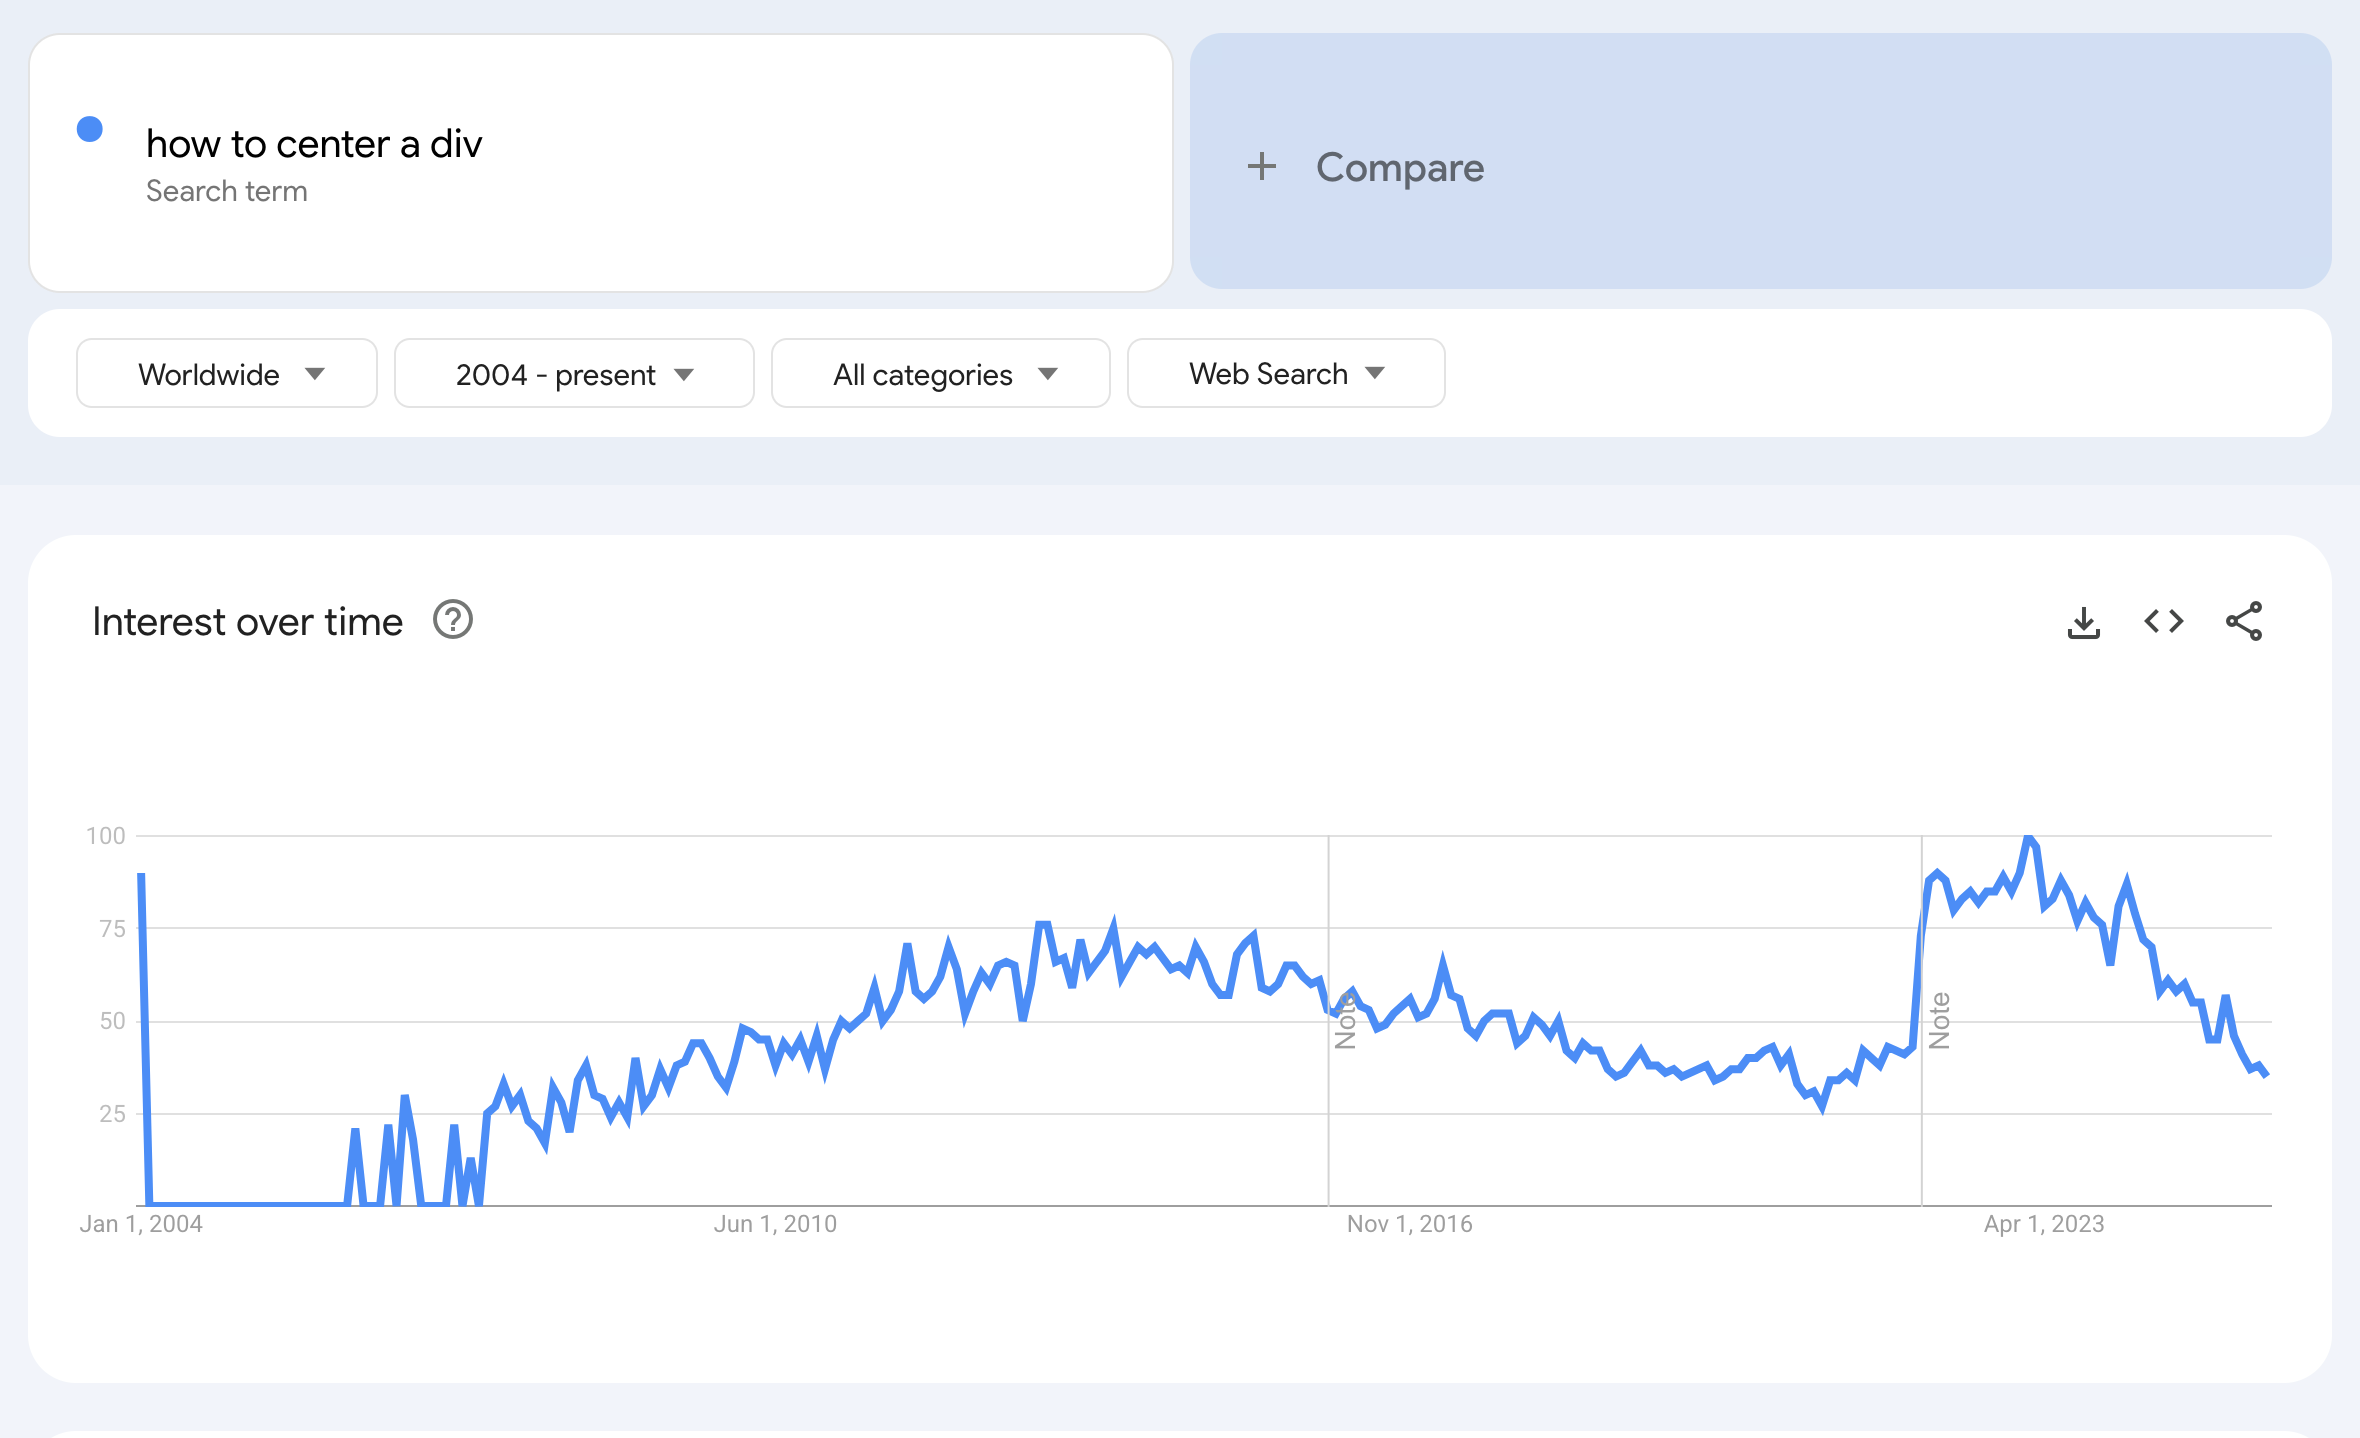 how to center a div
Search term
+ Compare
Worldwide
2004 - present
All categories
Web Search
Interest over time
100
75
50
25
Note
Note
Jan 1, 2004
Jun 1, 2010
Nov 1, 2016
Apr 1, 2023